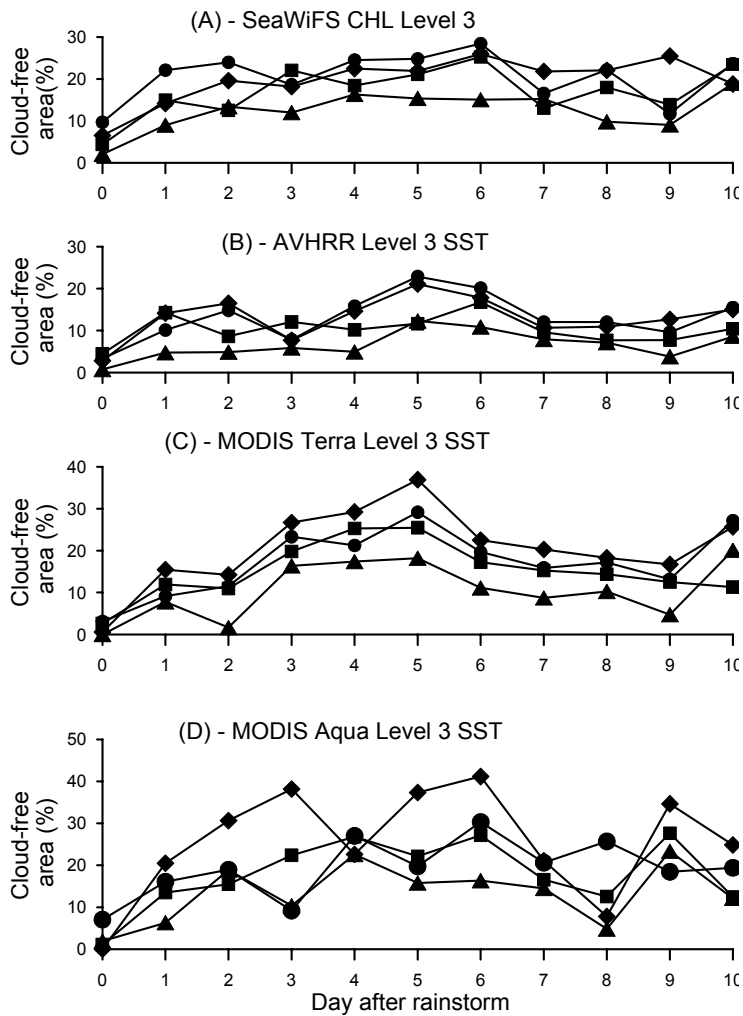 (A) - SeaWiFS CHL Level 3
Cloud-free
area(%)
30
20
10
0
0 1 2 3 4 5 6 7 8 9 10
(B) - AVHRR Level 3 SST
Cloud-free
area (%)
30
20
10
0
0 1 2 3 4 5 6 7 8 9 10
(C) - MODIS Terra Level 3 SST
Cloud-free
area (%)
40
30
20
10
0
0 1 2 3 4 5 6 7 8 9 10
(D) - MODIS Aqua Level 3 SST
Cloud-free
area (%)
50
40
30
20
10
0
0 1 2 3 4 5 6 7 8 9 10
Day after rainstorm